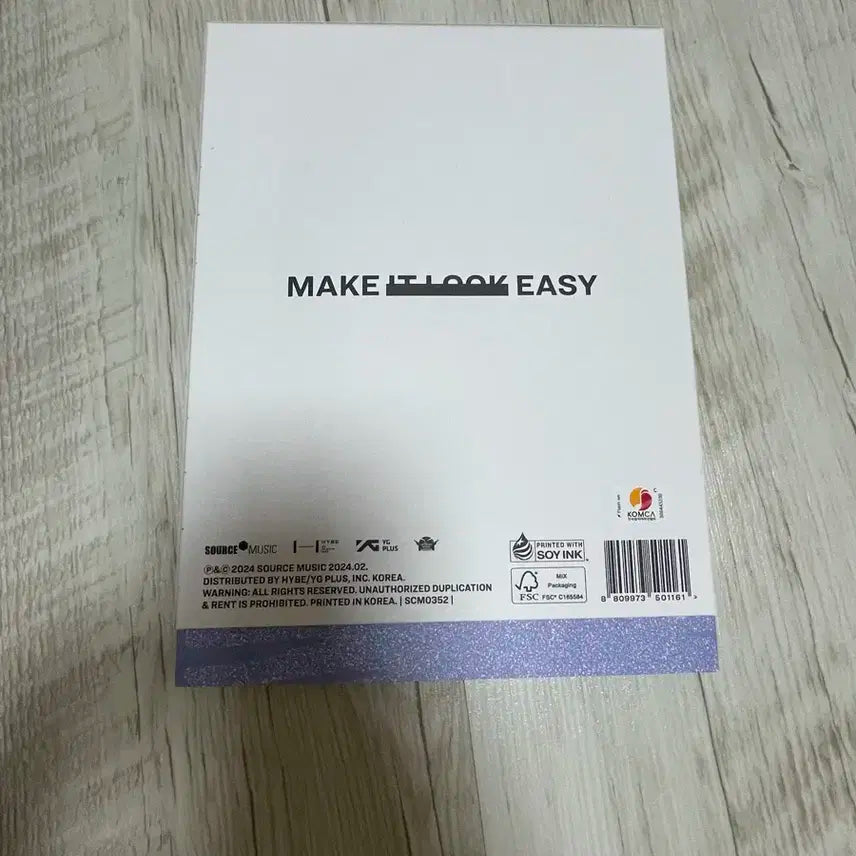 MAKE IT LOOK EASY
KOMCA
SOURCE MUSIC HYBE YG PLUS
PRINTED WITH SOY INK
℗&© 2024 SOURCE MUSIC 2024.02.
DISTRIBUTED BY HYBE/YG PLUS, INC. KOREA.
WARNING: ALL RIGHTS RESERVED. UNAUTHORIZED DUPLICATION
& RENT IS PROHIBITED. PRINTED IN KOREA. | SCM0352 |
FSC
MIX
Packaging
FSC® C165584
8 809973 501161 >